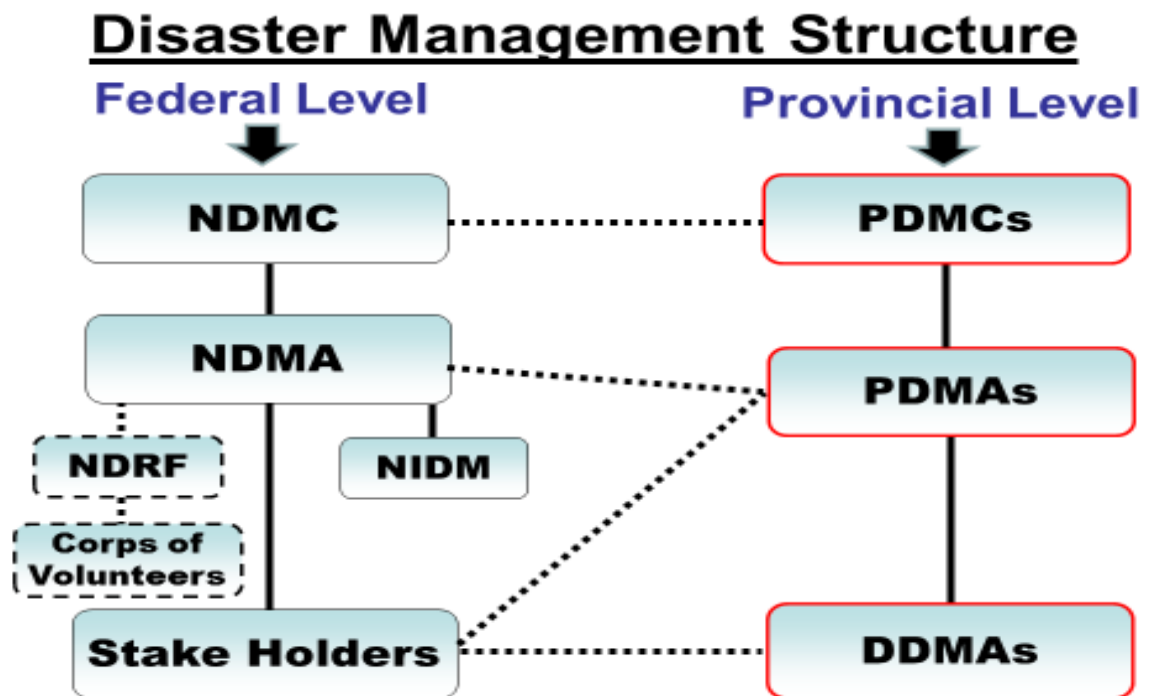 Disaster Management Structure
Federal Level
Provincial Level
NDMC
PDMCs
NDMA
PDMAs
NDRF
NIDM
Corps of
Volunteers
Stake Holders
DDMAs